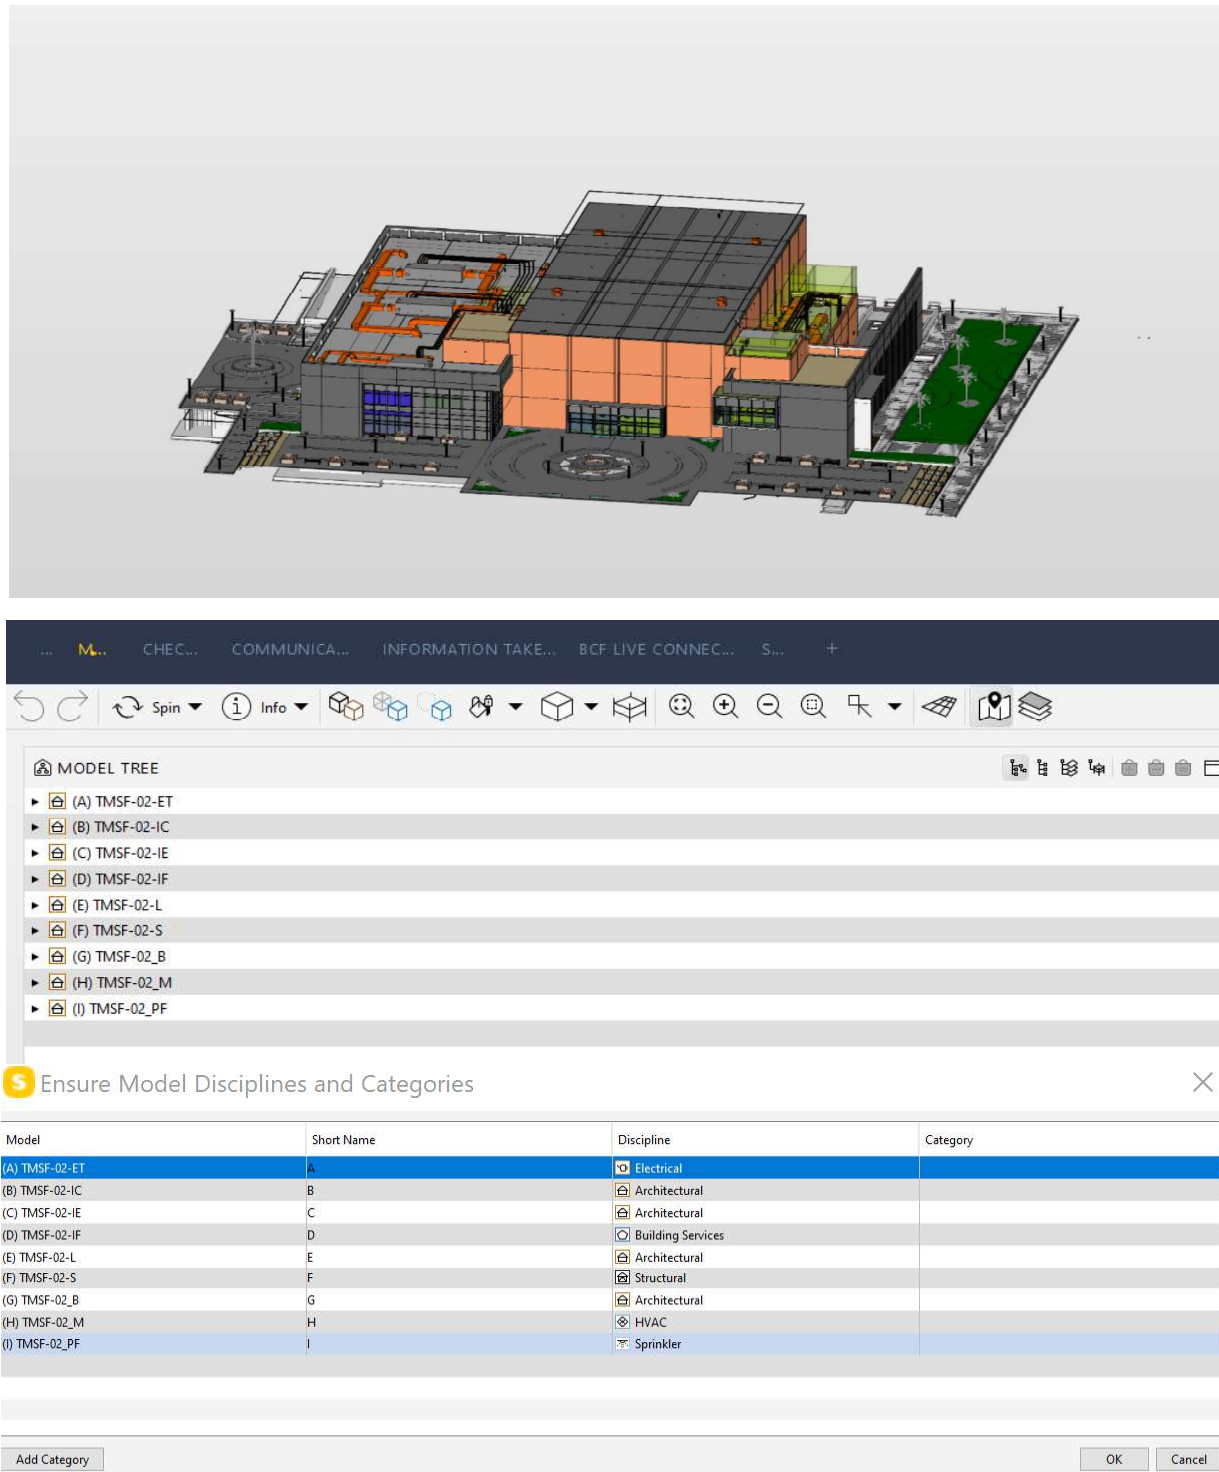 ... M... CHEC... COMMUNICA... INFORMATION TAKE... BCF LIVE CONNEC... S... +
Spin Info
MODEL TREE
(A) TMSF-02-ET
(B) TMSF-02-IC
(C) TMSF-02-IE
(D) TMSF-02-IF
(E) TMSF-02-L
(F) TMSF-02-S
(G) TMSF-02_B
(H) TMSF-02_M
(I) TMSF-02_PF
S Ensure Model Disciplines and Categories
Model Short Name Discipline Category
(A) TMSF-02-ET A Electrical
(B) TMSF-02-IC B Architectural
(C) TMSF-02-IE C Architectural
(D) TMSF-02-IF D Building Services
(E) TMSF-02-L E Architectural
(F) TMSF-02-S F Structural
(G) TMSF-02_B G Architectural
(H) TMSF-02_M H HVAC
(I) TMSF-02_PF I Sprinkler
Add Category OK Cancel